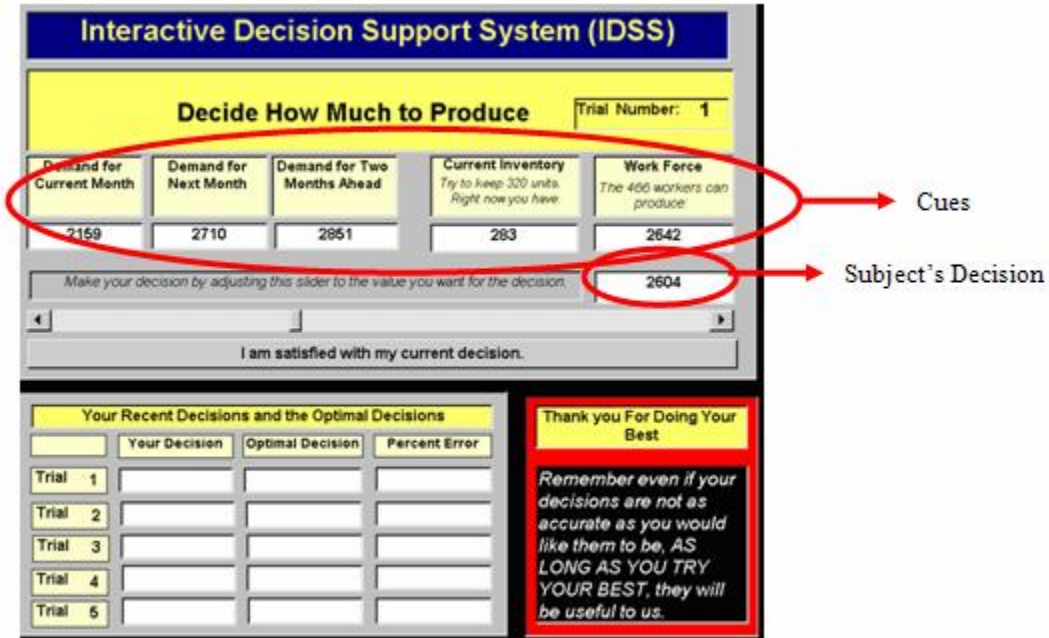 Interactive Decision Support System (IDSS)
Decide How Much to Produce
Trial Number: 1
Demand for
Current Month
Demand for
Next Month
Demand for Two
Months Ahead
Current Inventory
Try to keep 320 units.
Right now you have:
Work Force
The 466 workers can
produce:
2159
2710
2851
283
2642
Cues
Make your decision by adjusting this slider to the value you want for the decision.
2604
Subject's Decision
I am satisfied with my current decision.
Your Recent Decisions and the Optimal Decisions
Your Decision
Optimal Decision
Percent Error
Trial 1
Trial 2
Trial 3
Trial 4
Trial 5
Thank you For Doing Your
Best
Remember even if your
decisions are not as
accurate as you would
like them to be, AS
LONG AS YOU TRY
YOUR BEST, they will
be useful to us.